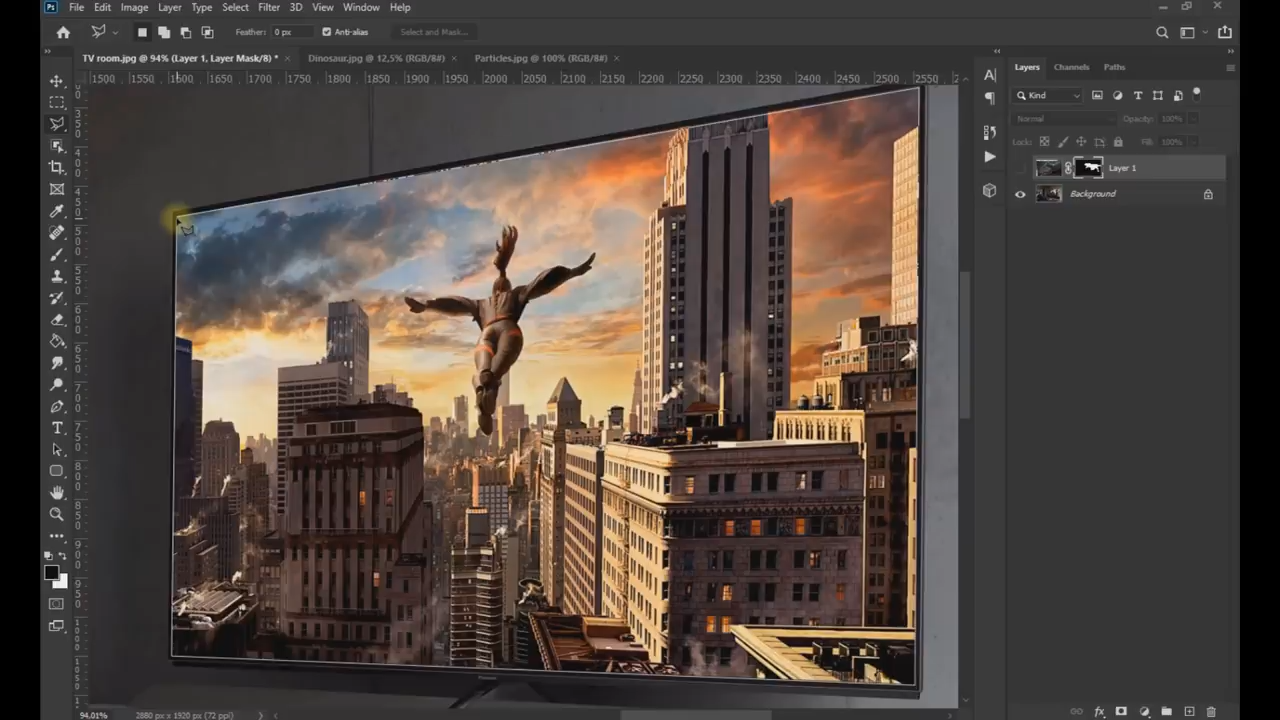 Ps File Edit Image Layer Type Select Filter 3D View Window Help
Feather: 0 px Anti-alias Select and Mask...
TV room.jpg @ 94% (Layer 1, Layer Mask/8) * × Dinosaur.jpg @ 12,5% (RGB/8#) × Particles.jpg @ 100% (RGB/8#) ×
1500 1550 1600 1650 1700 1750 1800 1850 1900 1950 2000 2050 2100 2150 2200 2250 2300 2350 2400 2450 2500 2550
Layers Channels Paths
Kind
Normal Opacity: 100%
Lock: Fill: 100%
Layer 1
Background
94.01% 2880 px x 1920 px (72 ppi)